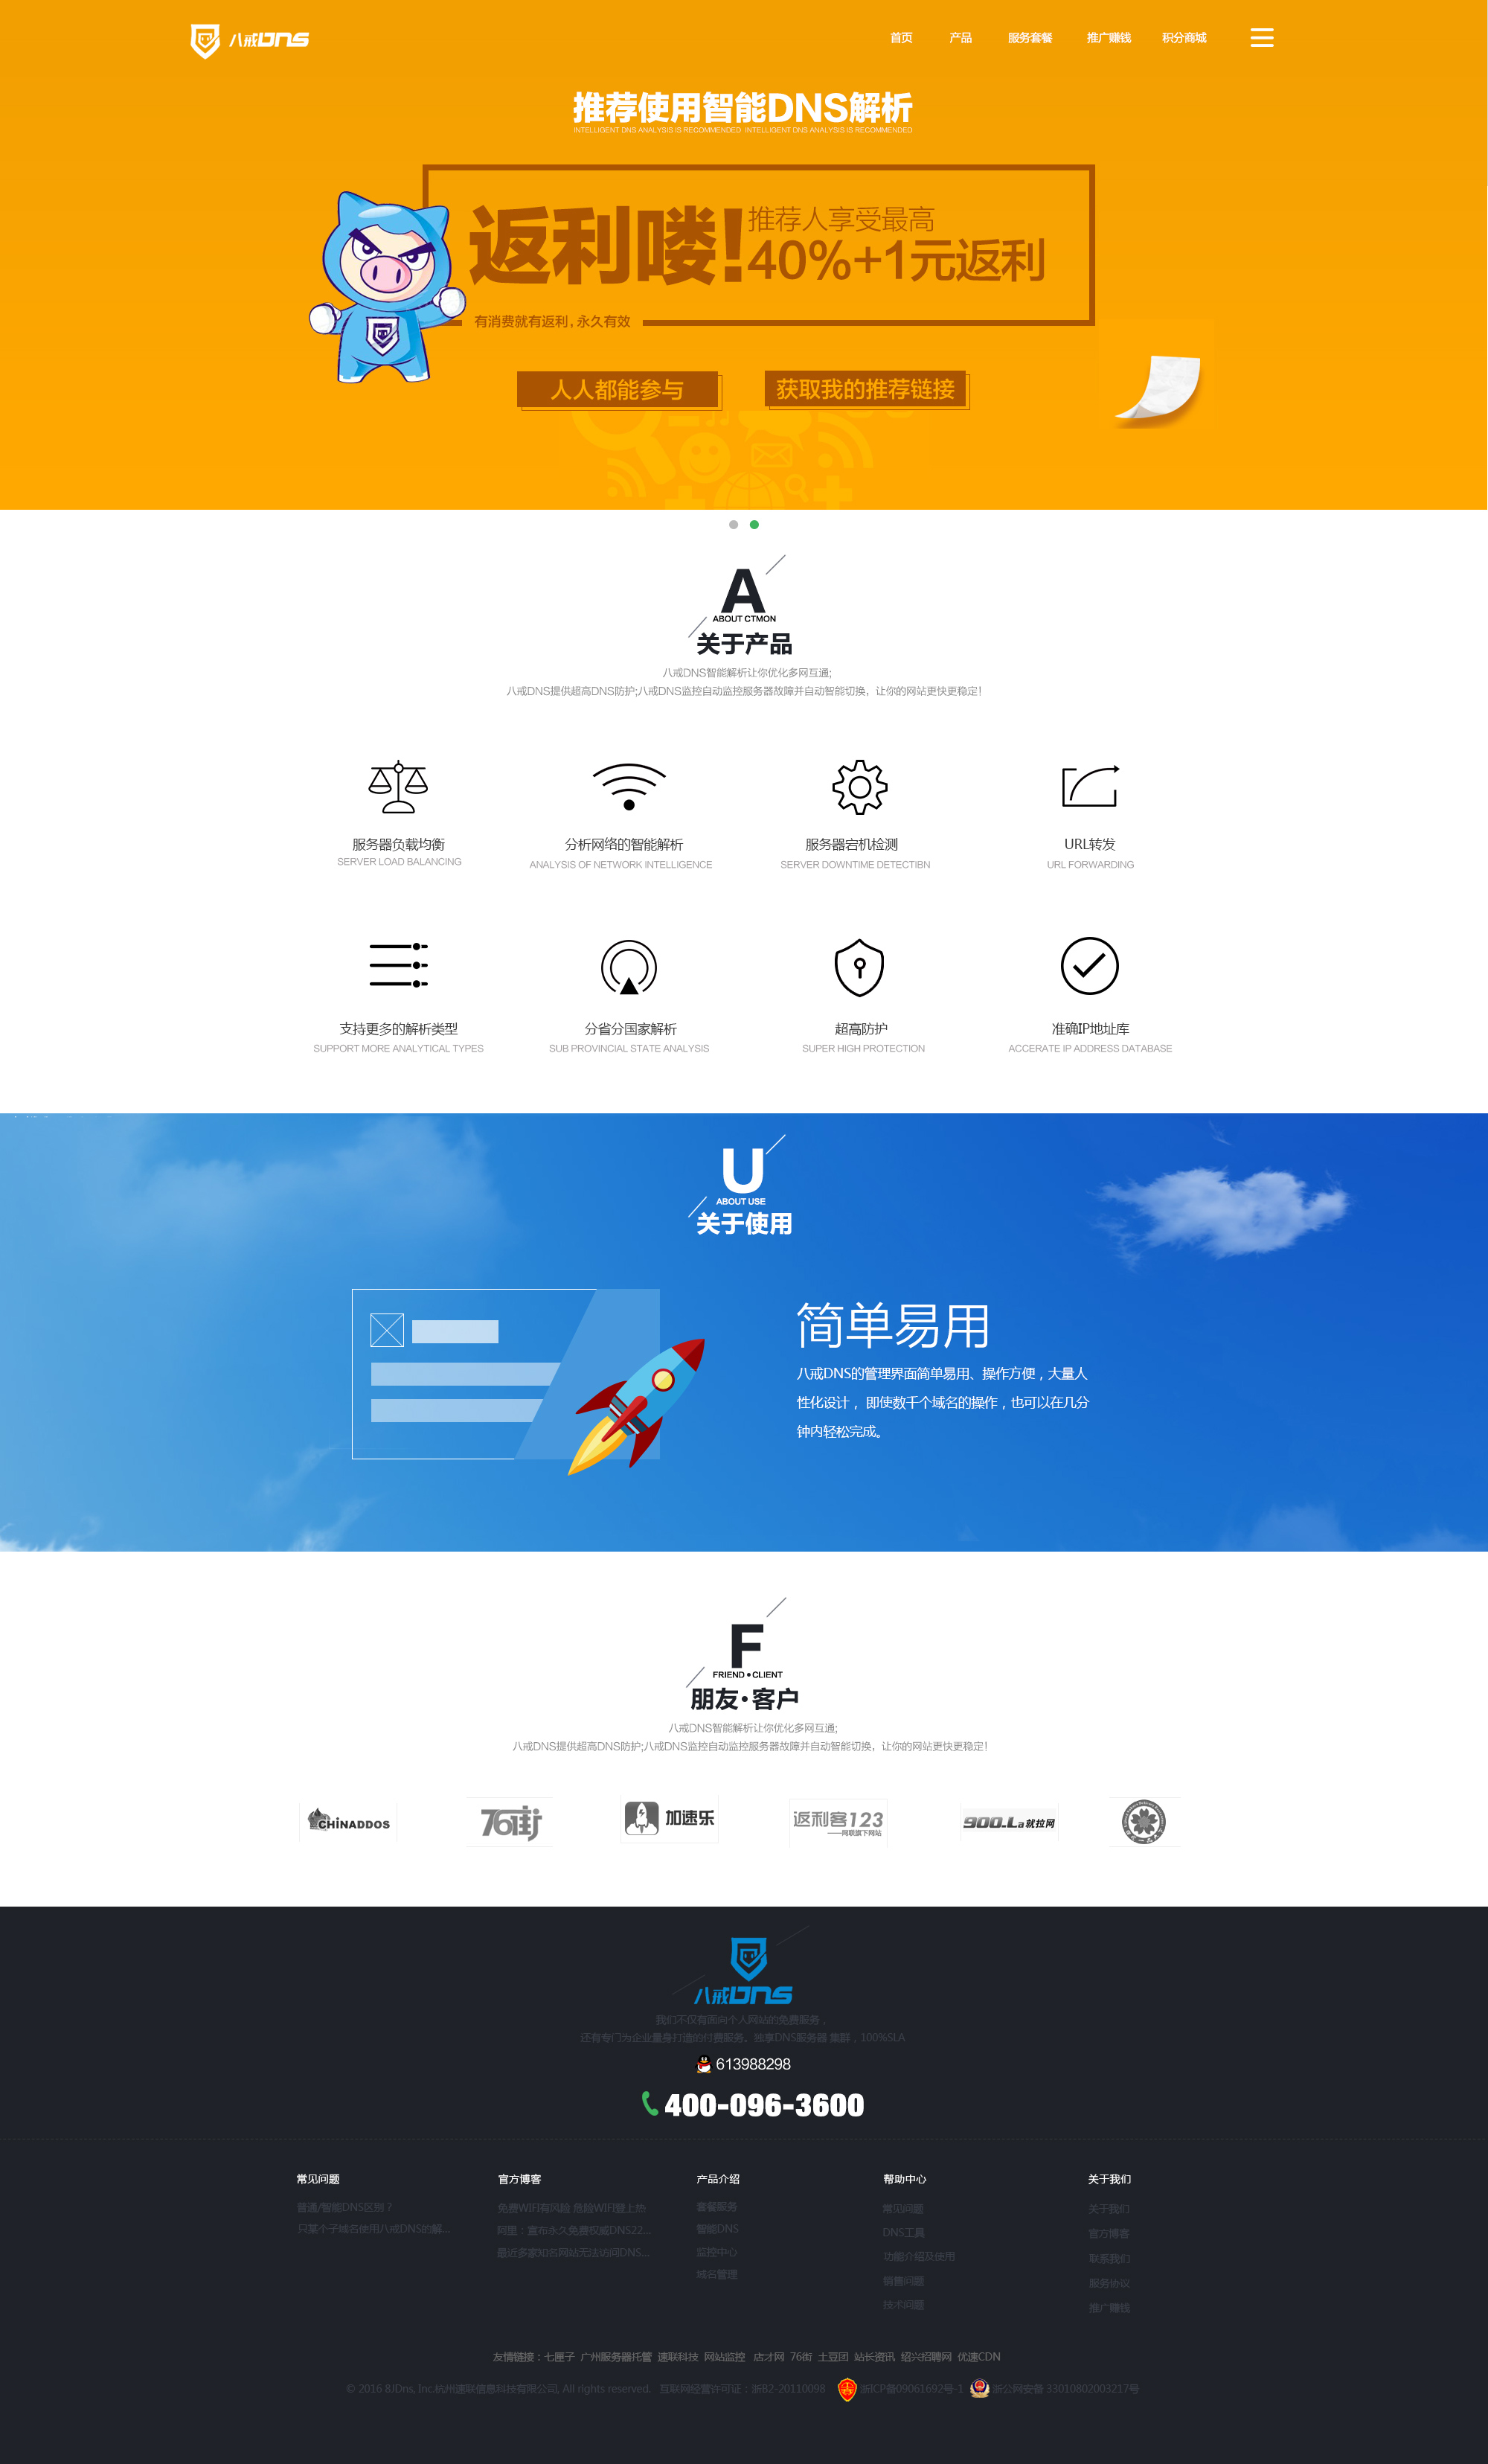 八戒DNS
首页 产品 服务套餐 推广赚钱 积分商城
推荐使用智能DNS解析
INTELLIGENT DNS ANALYSIS IS RECOMMENDED INTELLIGENT DNS ANALYSIS IS RECOMMENDED
返利喽!
推荐人享受最高
40%+1元返利
有消费就有返利，永久有效
人人都能参与
获取我的推荐链接
A
ABOUT CTMON
关于产品
八戒DNS智能解析让你优化多网互通;
八戒DNS提供超高DNS防护;八戒DNS监控自动监控服务器故障并自动智能切换，让你的网站更快更稳定!
服务器负载均衡 分析网络的智能解析 服务器宕机检测 URL转发
SERVER LOAD BALANCING ANALYSIS OF NETWORK INTELLIGENCE SERVER DOWNTIME DETECTIBN URL FORWARDING
支持更多的解析类型 分省分国家解析 超高防护 准确IP地址库
SUPPORT MORE ANALYTICAL TYPES SUB PROVINCIAL STATE ANALYSIS SUPER HIGH PROTECTION ACCERATE IP ADDRESS DATABASE
U
ABOUT USE
关于使用
简单易用
八戒DNS的管理界面简单易用、操作方便，大量人
性化设计， 即使数千个域名的操作，也可以在几分
钟内轻松完成。
F
FRIEND•CLIENT
朋友•客户
八戒DNS智能解析让你优化多网互通;
八戒DNS提供超高DNS防护;八戒DNS监控自动监控服务器故障并自动智能切换，让你的网站更快更稳定!
CHINADDOS 76街 加速乐 返利客123 900.La就拉网
——网联旗下网站
八戒DNS
我们不仅有面向个人网站的免费服务，
还有专门为企业量身打造的付费服务。独享DNS服务器 集群，100%SLA
613988298
400-096-3600
常见问题 官方博客 产品介绍 帮助中心 关于我们
普通/智能DNS区别？ 免费WIFI有风险 危险WIFI登上热 套餐服务 常见问题 关于我们
只某个子域名使用八戒DNS的解... 阿里：宣布永久免费权威DNS22... 智能DNS DNS工具 官方博客
最近多家知名网站无法访问DNS... 监控中心 功能介绍及使用 联系我们
域名管理 销售问题 服务协议
技术问题 推广赚钱
友情链接：七匣子 广州服务器托管 速联科技 网站监控 店才网 76街 土豆团 站长资讯 绍兴招聘网 优速CDN
© 2016 8JDns, Inc.杭州速联信息科技有限公司, All rights reserved. 互联网经营许可证：浙B2-20110098 浙ICP备09061692号-1 浙公网安备 33010802003217号